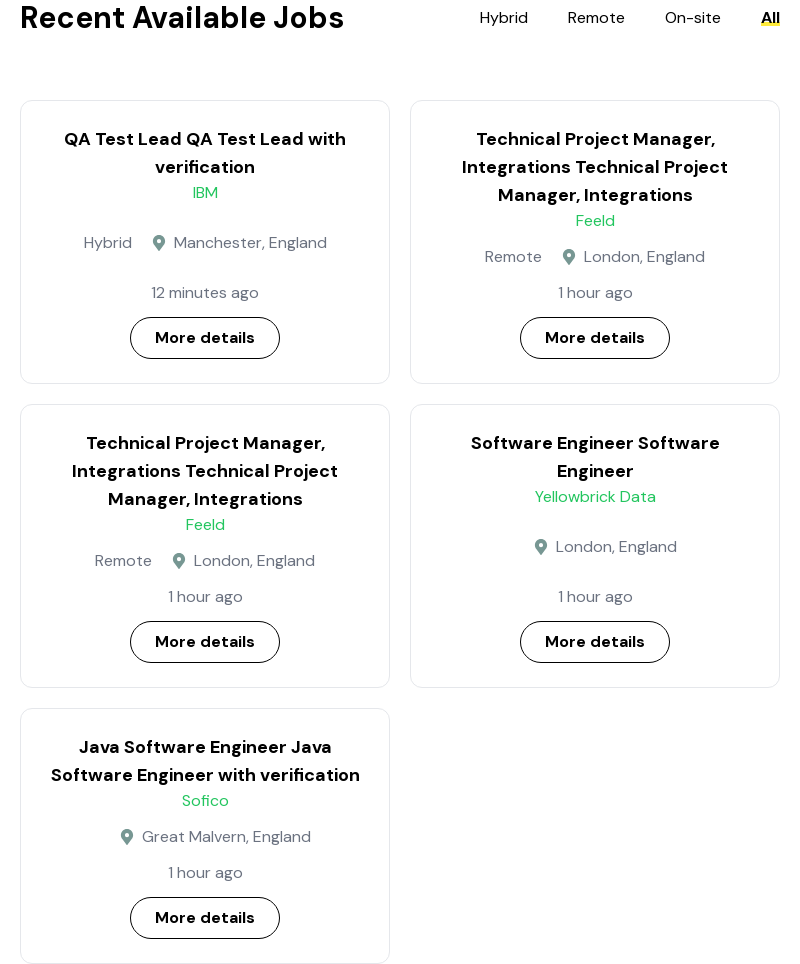 Recent Available Jobs
Hybrid Remote On-site All
QA Test Lead QA Test Lead with
verification
IBM
Hybrid Manchester, England
12 minutes ago
More details
Technical Project Manager,
Integrations Technical Project
Manager, Integrations
Feeld
Remote London, England
1 hour ago
More details
Technical Project Manager,
Integrations Technical Project
Manager, Integrations
Feeld
Remote London, England
1 hour ago
More details
Software Engineer Software
Engineer
Yellowbrick Data
London, England
1 hour ago
More details
Java Software Engineer Java
Software Engineer with verification
Sofico
Great Malvern, England
1 hour ago
More details